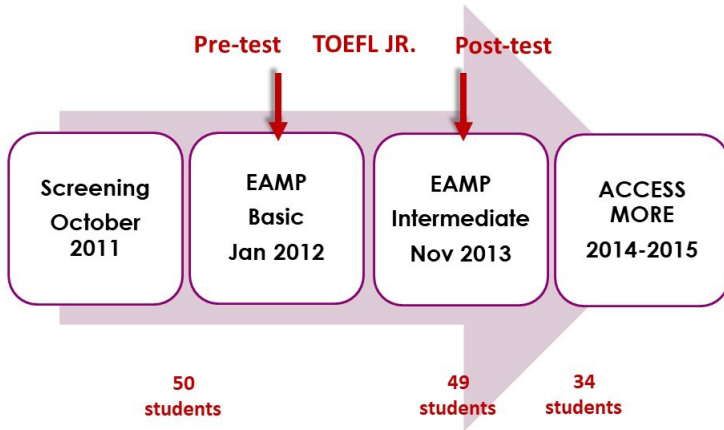 Pre-test TOEFL JR. Post-test
Screening
October
2011
EAMP
Basic
Jan 2012
EAMP
Intermediate
Nov 2013
ACCESS
MORE
2014-2015
50
students
49
students
34
students